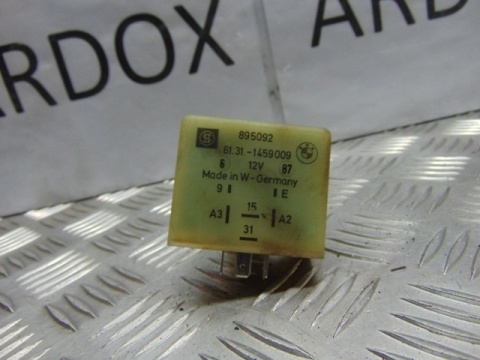 ARDOX
ARDOX
895092
61.31.-1459009
6 12V 87
Made in W-Germany
9 E
A3 15 A2
31